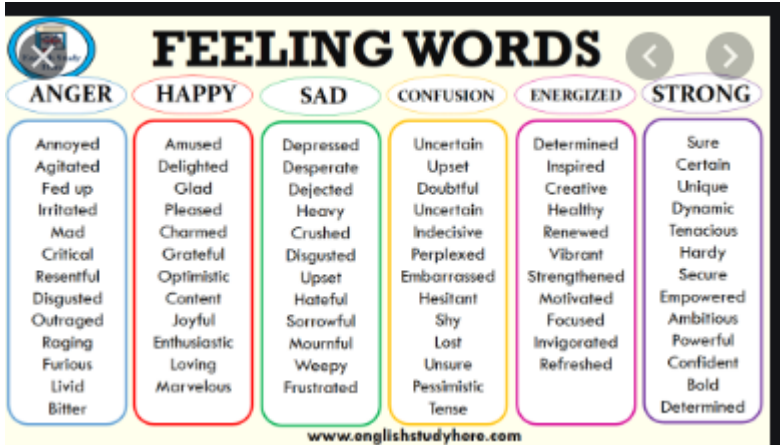 FEELING WORDS
ANGER
Annoyed
Agitated
Fed up
Irritated
Mad
Critical
Resentful
Disgusted
Outraged
Raging
Furious
Livid
Bitter
HAPPY
Amused
Delighted
Glad
Pleased
Charmed
Grateful
Optimistic
Content
Joyful
Enthusiastic
Loving
Marvelous
SAD
Depressed
Desperate
Dejected
Heavy
Crushed
Disgusted
Upset
Hateful
Sorrowful
Mournful
Weepy
Frustrated
CONFUSION
Uncertain
Upset
Doubtful
Uncertain
Indecisive
Perplexed
Embarrassed
Hesitant
Shy
Lost
Unsure
Pessimistic
Tense
ENERGIZED
Determined
Inspired
Creative
Healthy
Renewed
Vibrant
Strengthened
Motivated
Focused
Invigorated
Refreshed
STRONG
Sure
Certain
Unique
Dynamic
Tenacious
Hardy
Secure
Empowered
Ambitious
Powerful
Confident
Bold
Determined
www.englishstudyhere.com